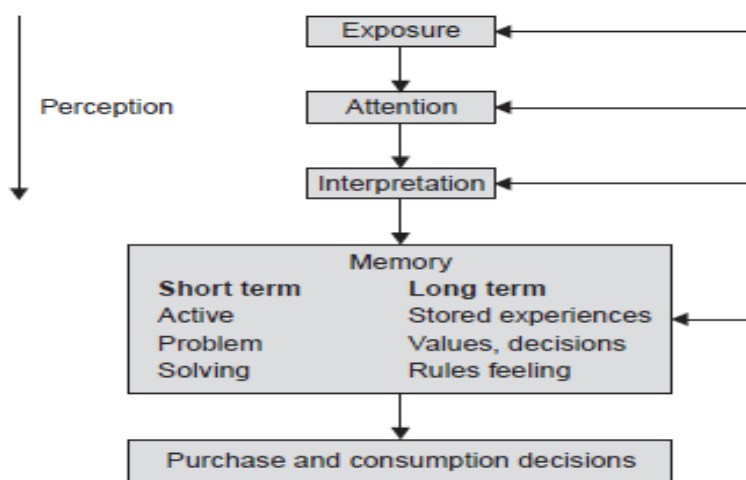 Exposure
Perception
Attention
Interpretation
Memory
Short term Long term
Active Stored experiences
Problem Values, decisions
Solving Rules feeling
Purchase and consumption decisions